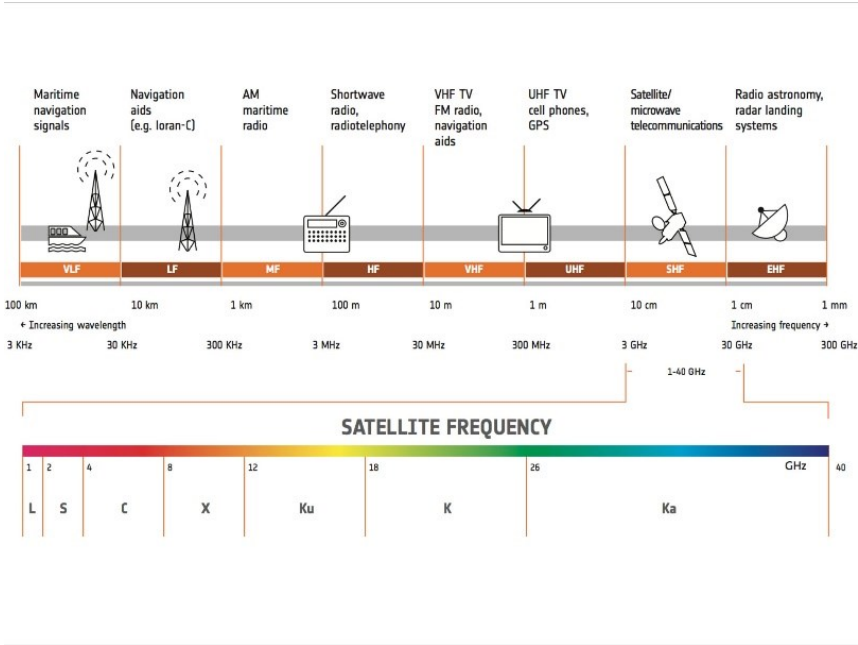 Maritime
navigation
signals
Navigation
aids
(e.g. loran-C)
AM
maritime
radio
Shortwave
radio,
radiotelephony
VHF TV
FM radio,
navigation
aids
UHF TV
cell phones,
GPS
Satellite/
microwave
telecommunications
Radio astronomy,
radar landing
systems
VLF LF MF HF VHF UHF SHF EHF
100 km 10 km 1 km 100 m 10 m 1 m 10 cm 1 cm 1 mm
← Increasing wavelength Increasing frequency →
3 KHz 30 KHz 300 KHz 3 MHz 30 MHz 300 MHz 3 GHz 30 GHz 300 GHz
1-40 GHz
SATELLITE FREQUENCY
1 2 4 8 12 18 26 GHz 40
L S C X Ku K Ka